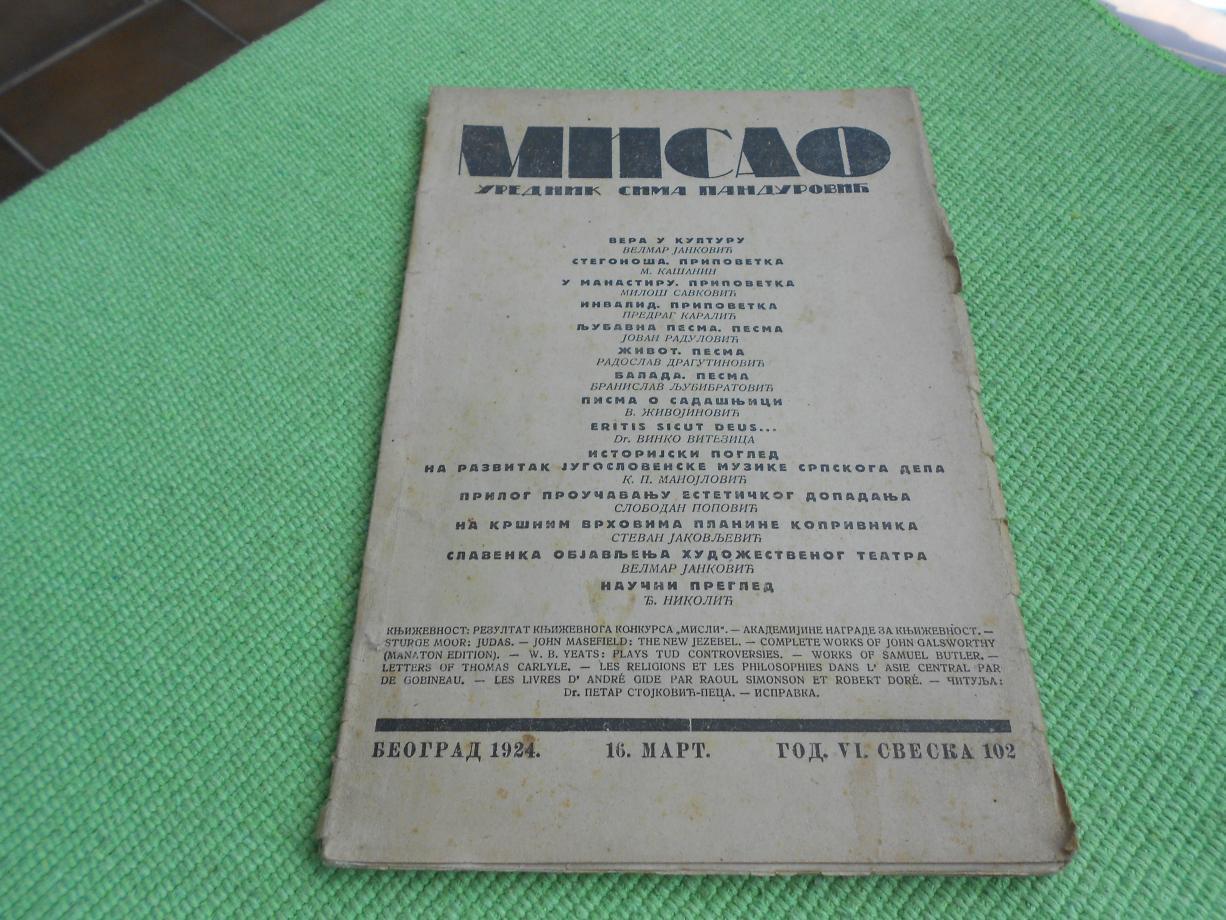 МИСАО
УРЕДНИК СИМА ПАНДУРОВИЋ
ВЕРА У КУЛТУРУ
ВЕЛМАР ЈАНКОВИЋ
СТЕГОНОША. ПРИПОВЕТКА
М. КАШАНИН
У МАНАСТИРУ. ПРИПОВЕТКА
МИЛОШ САВКОВИЋ
ИНВАЛИД. ПРИПОВЕТКА
ПРЕДРАГ КАРАЛИЋ
ЉУБАВНА ПЕСМА. ПЕСМА
ЈОВАН РАДУЛОВИЋ
ЖИВОТ. ПЕСМА
РАДОСЛАВ ДРАГУТИНОВИЋ
БАЛАДА. ПЕСМА
БРАНИСЛАВ ЉУБИБРАТОВИЋ
ПИСМА О САДАШЊИЦИ
В. ЖИВОЈИНОВИЋ
ERITIS SICUT DEUS...
Dr. ВИНКО ВИТЕЗИЦА
ИСТОРИЈСКИ ПОГЛЕД
НА РАЗВИТАК ЈУГОСЛОВЕНСКЕ МУЗИКЕ СРПСКОГА ДЕЛА
К. П. МАНОЈЛОВИЋ
ПРИЛОГ ПРОУЧАВАЊУ ЕСТЕТИЧКОГ ДОПАДАЊА
СЛОБОДАН ПОПОВИЋ
НА КРШНИМ ВРХОВИМА ПЛАНИНЕ КОПРИВНИКА
СТЕВАН ЈАКОВЉЕВИЋ
СЛАВЕНКА ОБЈАВЉЕЊА ХУДОЖЕСТВЕНОГ ТЕАТРА
ВЕЛМАР ЈАНКОВИЋ
НАУЧНИ ПРЕГЛЕД
Ђ. НИКОЛИЋ
КЊИЖЕВНОСТ: РЕЗУЛТАТ КЊИЖЕВНОГА КОНКУРСА „МИСЛИ“. — АКАДЕМИЈИНЕ НАГРАДЕ ЗА КЊИЖЕВНОСТ. —
STURGE MOOR: JUDAS. — JOHN MASEFIELD: THE NEW JEZEBEL. — COMPLETE WORKS OF JOHN GALSWORTHY
(MANATON EDITION). — W. B. YEATS: PLAYS TUD CONTROVERSIES. — WORKS OF SAMUEL BUTLER. —
LETTERS OF THOMAS CARLYLE. — LES RELIGIONS ET LES PHILOSOPHIES DANS L' ASIE CENTRAL PAR
DE GOBINEAU. — LES LIVRES D' ANDRÉ GIDE PAR RAOUL SIMONSON ET ROBERT DORÉ. — ЧИТУЉА:
Dr. ПЕТАР СТОЈКОВИЋ-ПЕЦА. — ИСПРАВКА.
БЕОГРАД 1924. 16. МАРТ. ГОД. VI. СВЕСКА 102